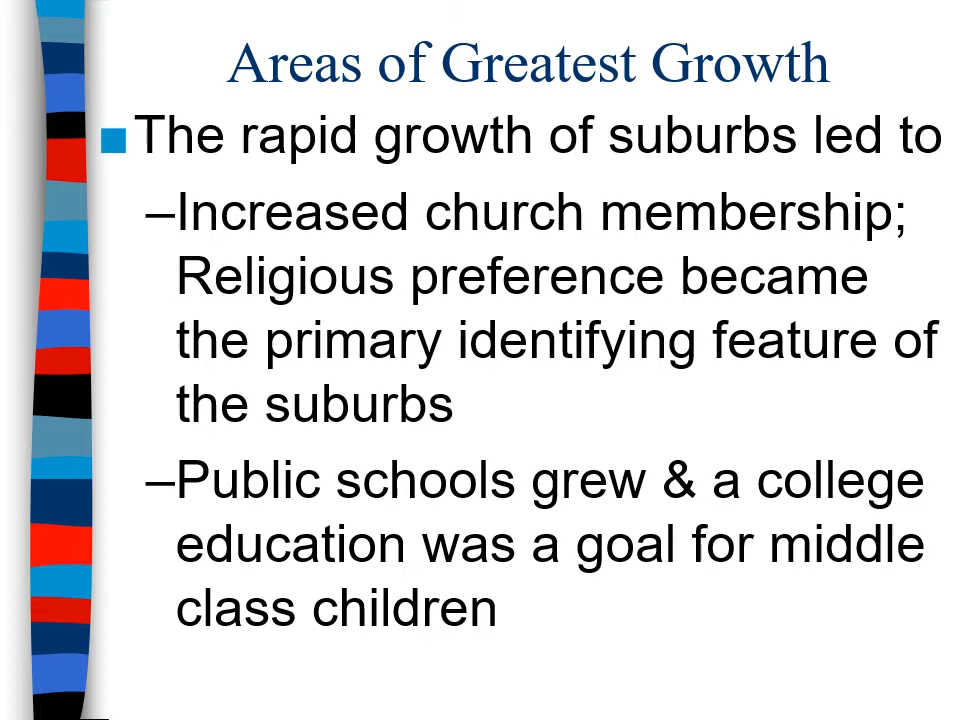 Areas of Greatest Growth
■The rapid growth of suburbs led to
–Increased church membership;
Religious preference became
the primary identifying feature of
the suburbs
–Public schools grew & a college
education was a goal for middle
class children